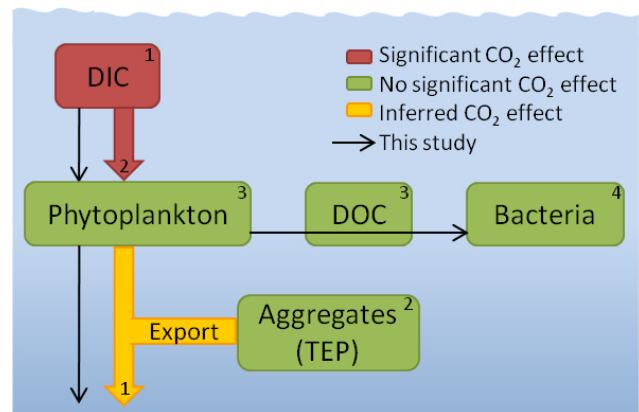 DIC 1
Significant CO₂ effect
No significant CO₂ effect
Inferred CO₂ effect
This study
2
Phytoplankton 3
DOC 3
Bacteria 4
Export
Aggregates 2
(TEP)
1